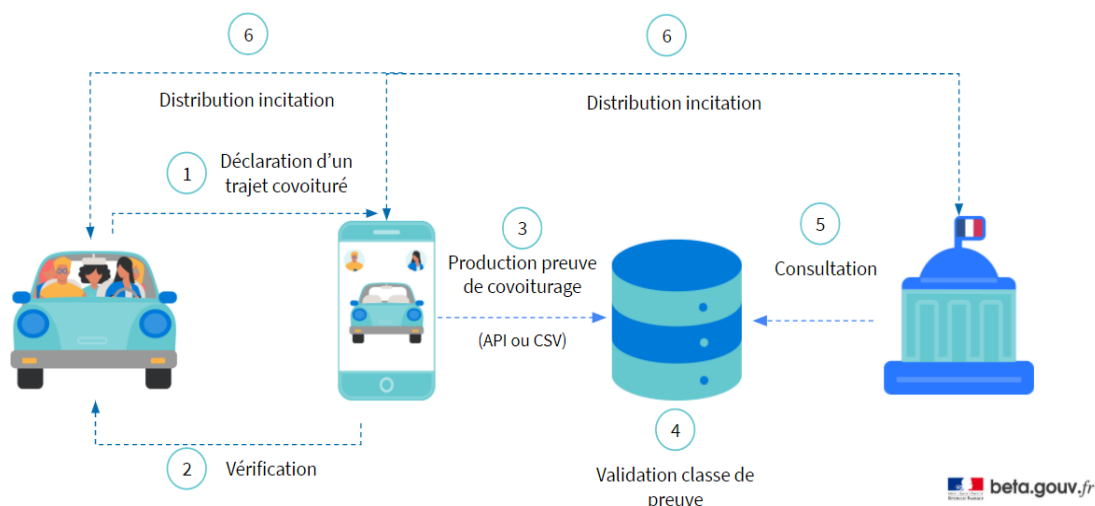 6
6
Distribution incitation
Distribution incitation
1
Déclaration d’un
trajet covoituré
3
Production preuve
de covoiturage
(API ou CSV)
5
Consultation
2
Vérification
4
Validation classe de
preuve
beta.gouv.fr